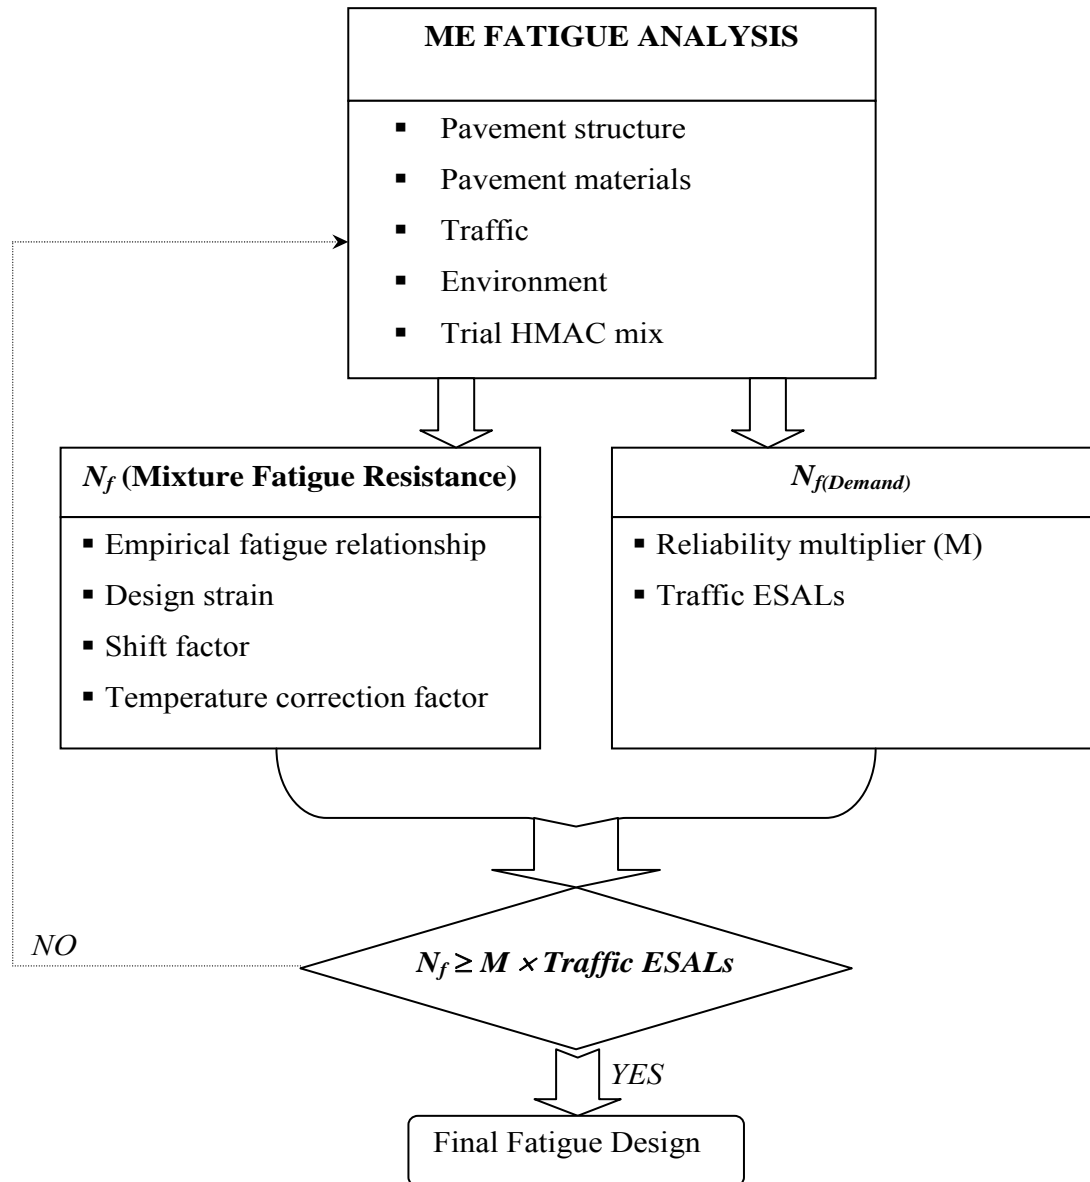 ME FATIGUE ANALYSIS
▪ Pavement structure
▪ Pavement materials
▪ Traffic
▪ Environment
▪ Trial HMAC mix
Nf (Mixture Fatigue Resistance)
▪ Empirical fatigue relationship
▪ Design strain
▪ Shift factor
▪ Temperature correction factor
Nf(Demand)
▪ Reliability multiplier (M)
▪ Traffic ESALs
NO
Nf ≥ M × Traffic ESALs
YES
Final Fatigue Design